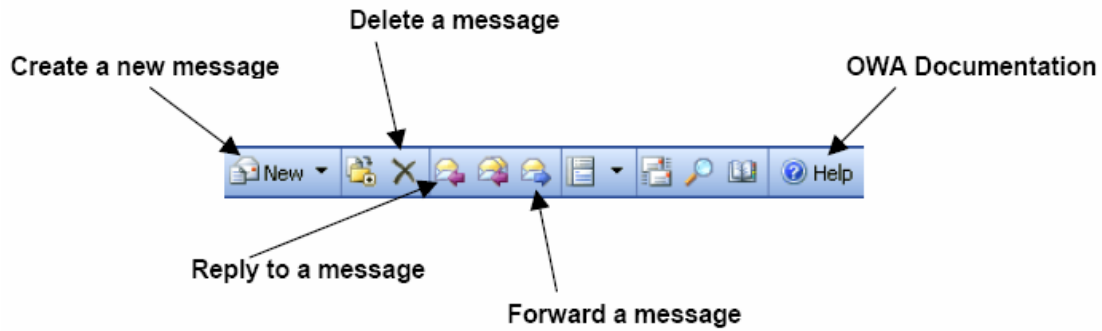 Delete a message
Create a new message
OWA Documentation
New
Help
Reply to a message
Forward a message